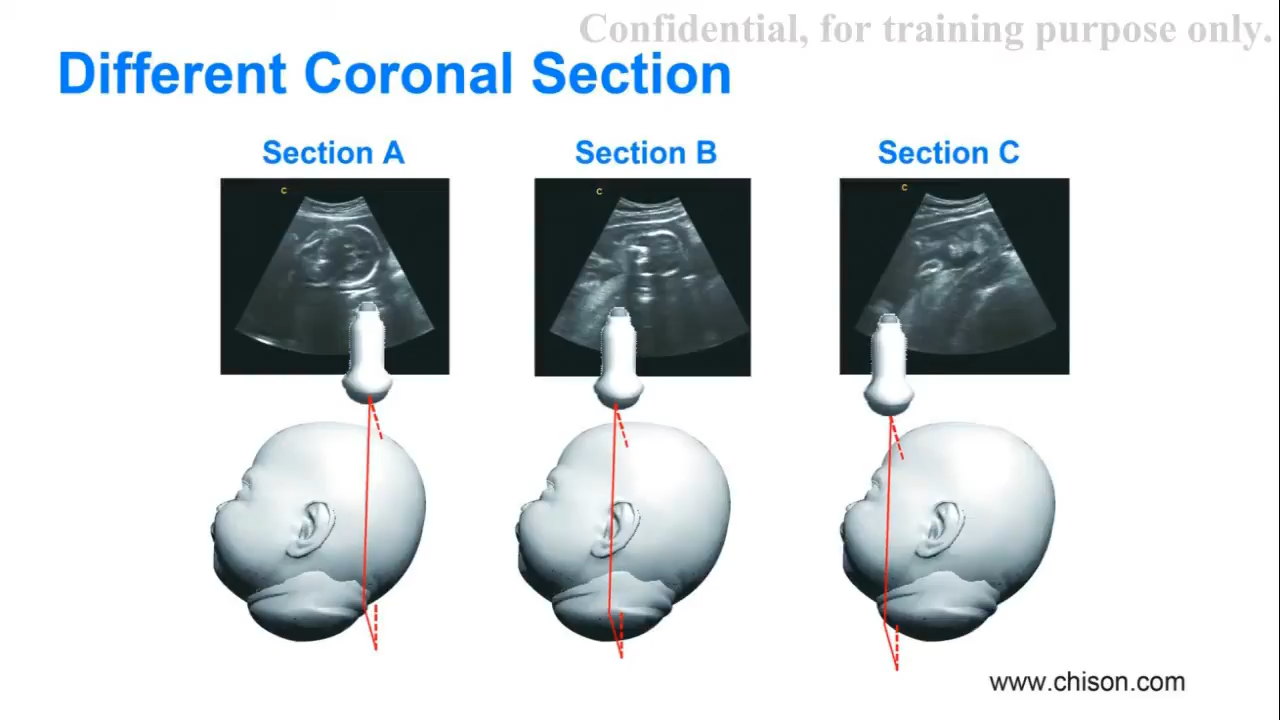 Confidential, for training purpose only.
Different Coronal Section
Section A
Section B
Section C
C
C
C
www.chison.com